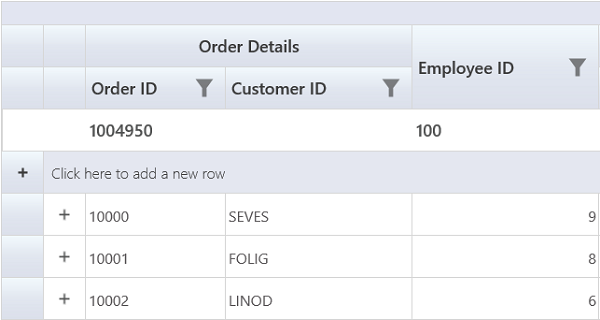 Order Details
Employee ID
Order ID Customer ID
1004950 100
+ Click here to add a new row
+ 10000 SEVES 9
+ 10001 FOLIG 8
+ 10002 LINOD 6